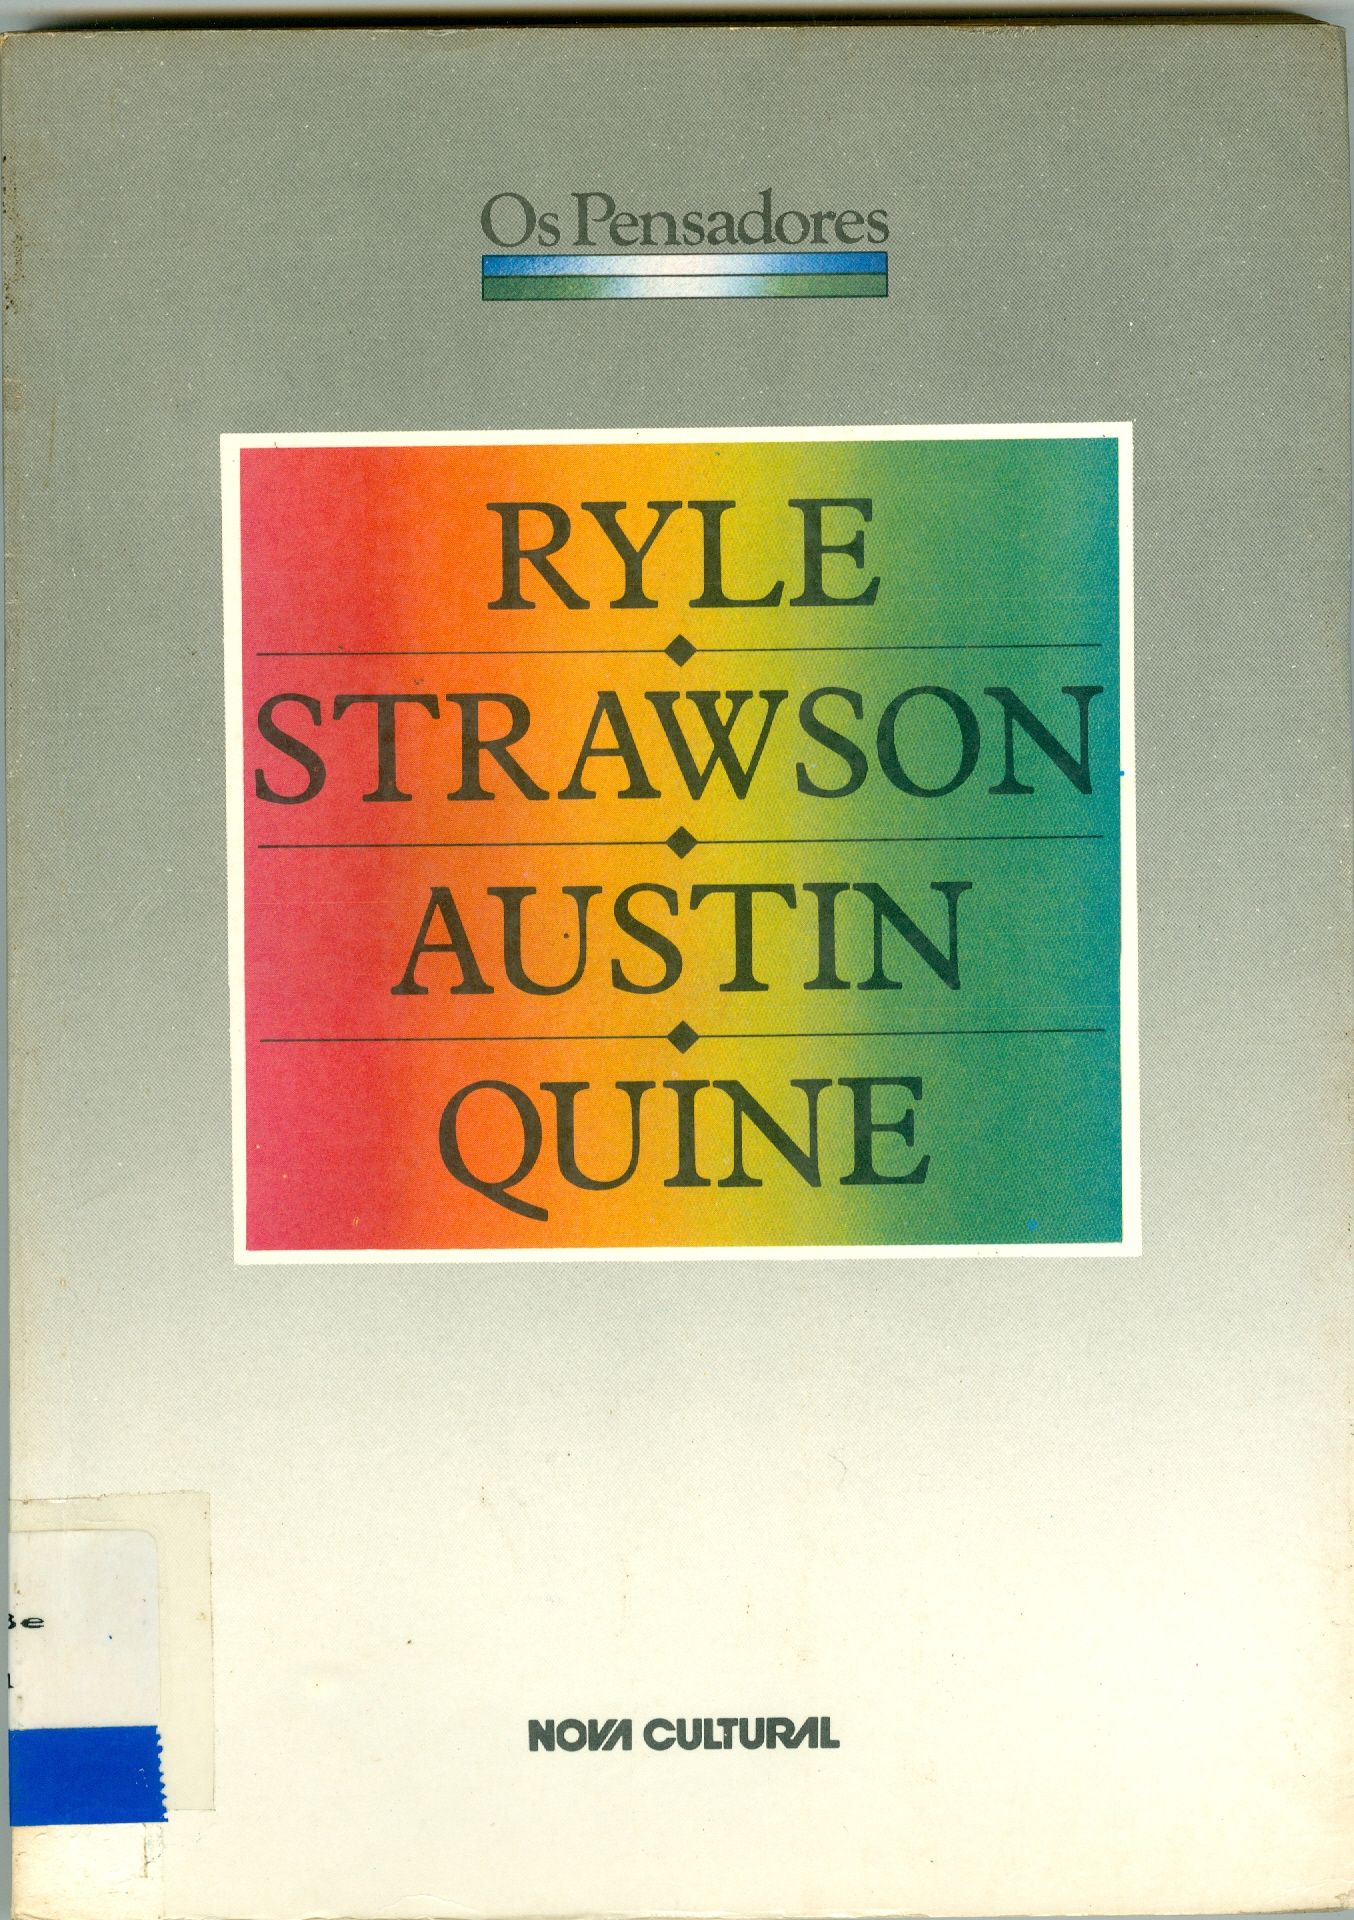 Os Pensadores
RYLE
STRAWSON
AUSTIN
QUINE
NOVA CULTURAL